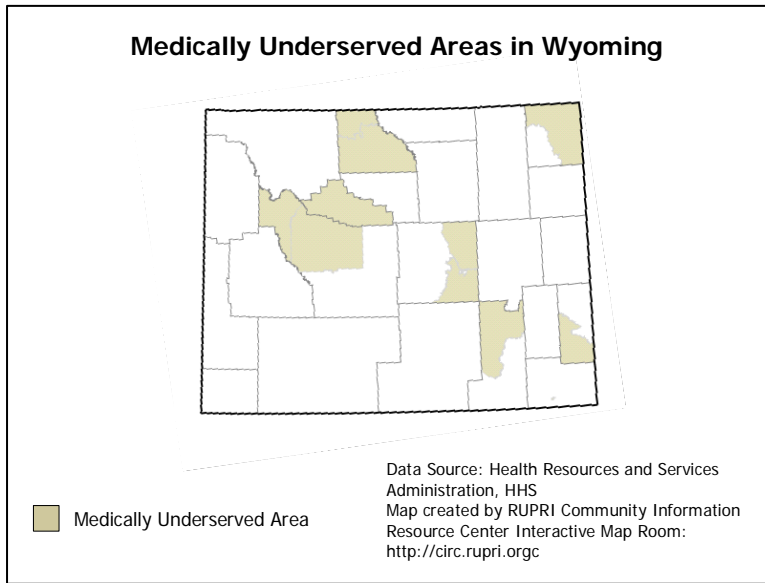 Medically Underserved Areas in Wyoming
Medically Underserved Area
Data Source: Health Resources and Services
Administration, HHS
Map created by RUPRI Community Information
Resource Center Interactive Map Room:
http://circ.rupri.orgc